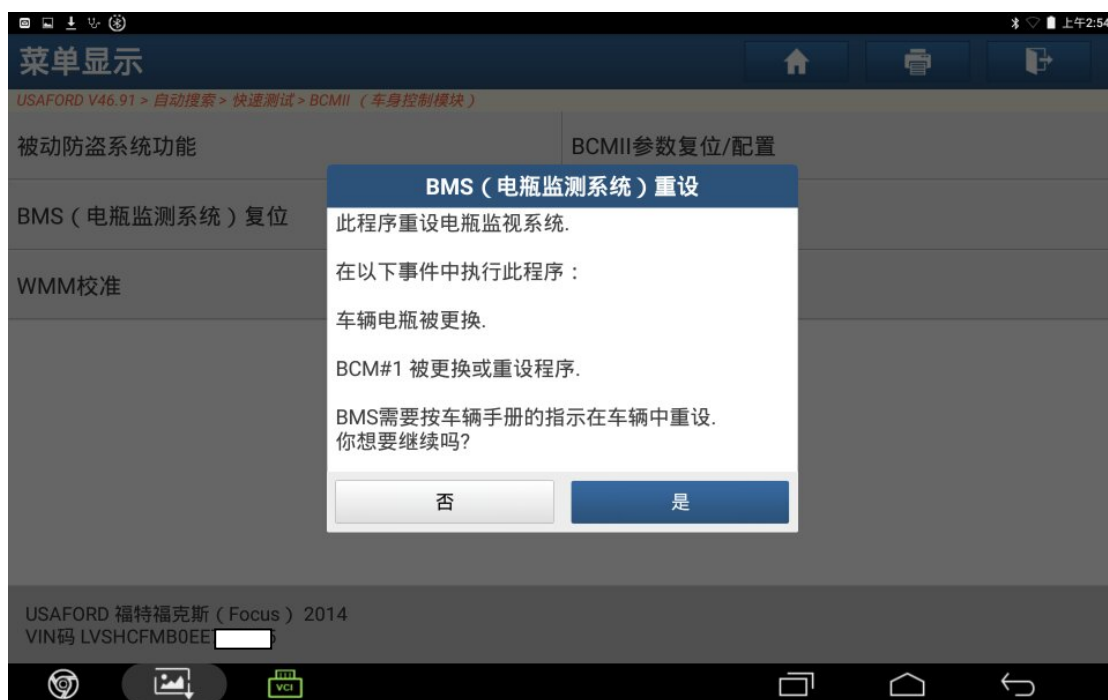 上午2:54
菜单显示
USAFORD V46.91 > 自动搜索 > 快速测试 > BCMII （车身控制模块）
被动防盗系统功能
BCMII参数复位/配置
BMS（电瓶监测系统）复位
WMM校准
BMS（电瓶监测系统）重设
此程序重设电瓶监视系统.
在以下事件中执行此程序：
车辆电瓶被更换.
BCM#1 被更换或重设程序.
BMS需要按车辆手册的指示在车辆中重设.
你想要继续吗?
否
是
USAFORD 福特福克斯（Focus）2014
VIN码 LVSHCFMB0EE
VCI